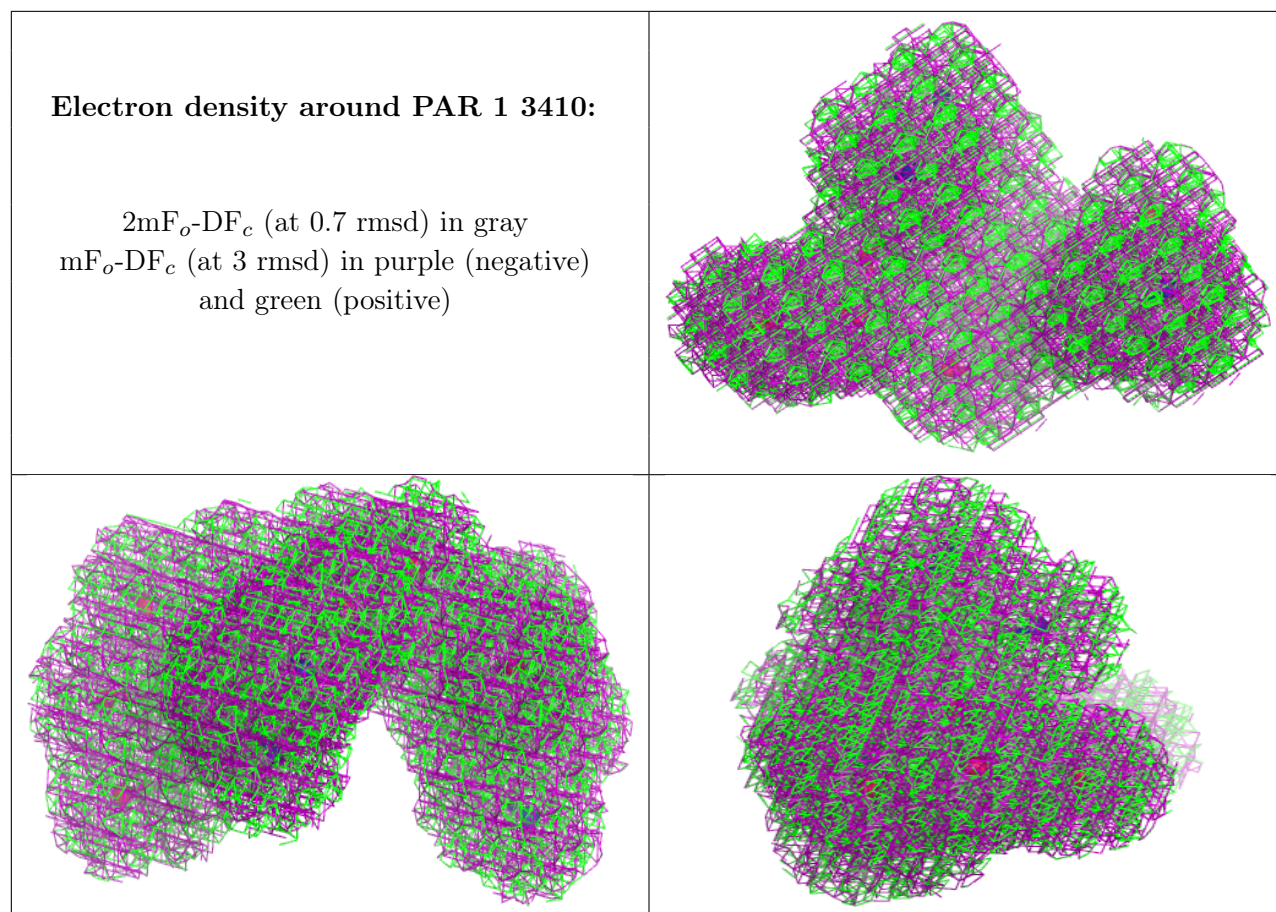 Electron density around PAR 1 3410:
2mFo-DFc (at 0.7 rmsd) in gray
mFo-DFc (at 3 rmsd) in purple (negative)
and green (positive)